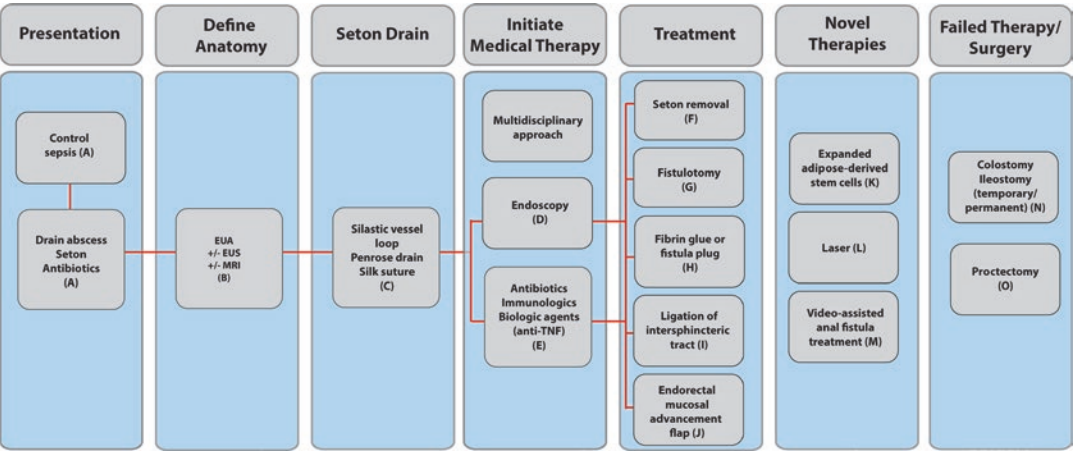 Presentation
Define
Anatomy
Seton Drain
Initiate
Medical Therapy
Treatment
Novel
Therapies
Failed Therapy/
Surgery
Control
sepsis (A)
Drain abscess
Seton
Antibiotics
(A)
EUA
+/- EUS
+/- MRI
(B)
Silastic vessel
loop
Penrose drain
Silk suture
(C)
Multidisciplinary
approach
Endoscopy
(D)
Antibiotics
Immunologics
Biologic agents
(anti-TNF)
(E)
Seton removal
(F)
Fistulotomy
(G)
Fibrin glue or
fistula plug
(H)
Ligation of
intersphincteric
tract (I)
Endorectal
mucosal
advancement
flap (J)
Expanded
adipose-derived
stem cells (K)
Laser (L)
Video-assisted
anal fistula
treatment (M)
Colostomy
Ileostomy
(temporary/
permanent) (N)
Proctectomy
(O)